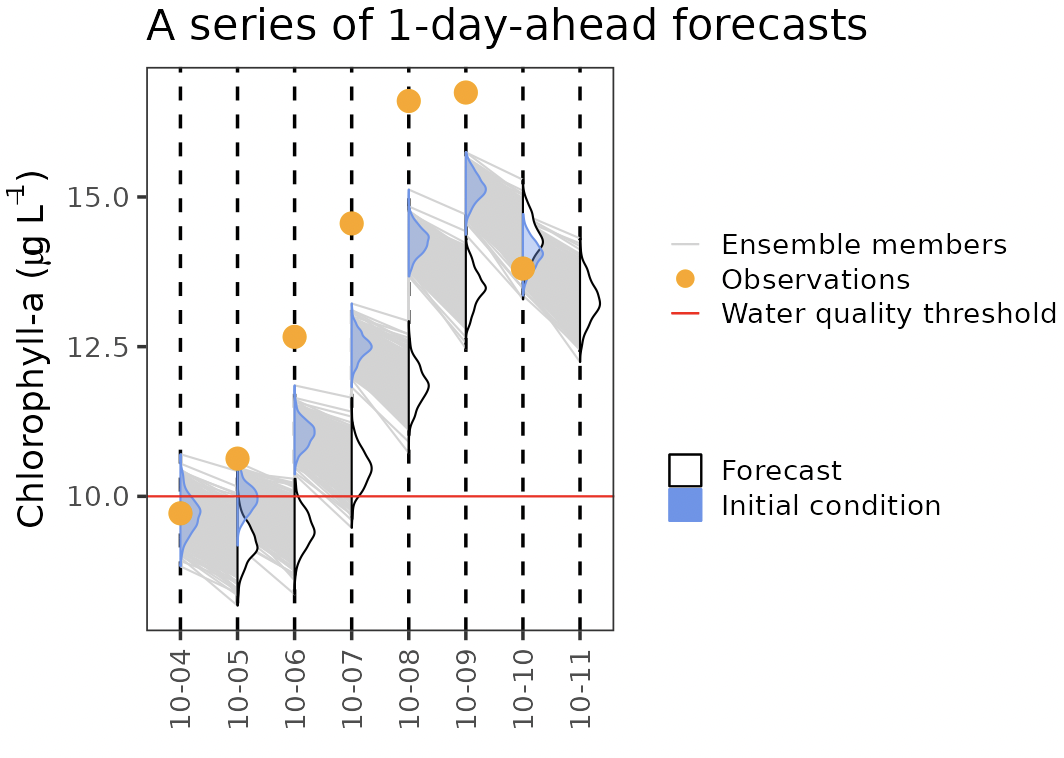 A series of 1-day-ahead forecasts
Chlorophyll-a (µg L⁻¹)
15.0
12.5
10.0
10-04
10-05
10-06
10-07
10-08
10-09
10-10
10-11
Ensemble members
Observations
Water quality threshold
Forecast
Initial condition